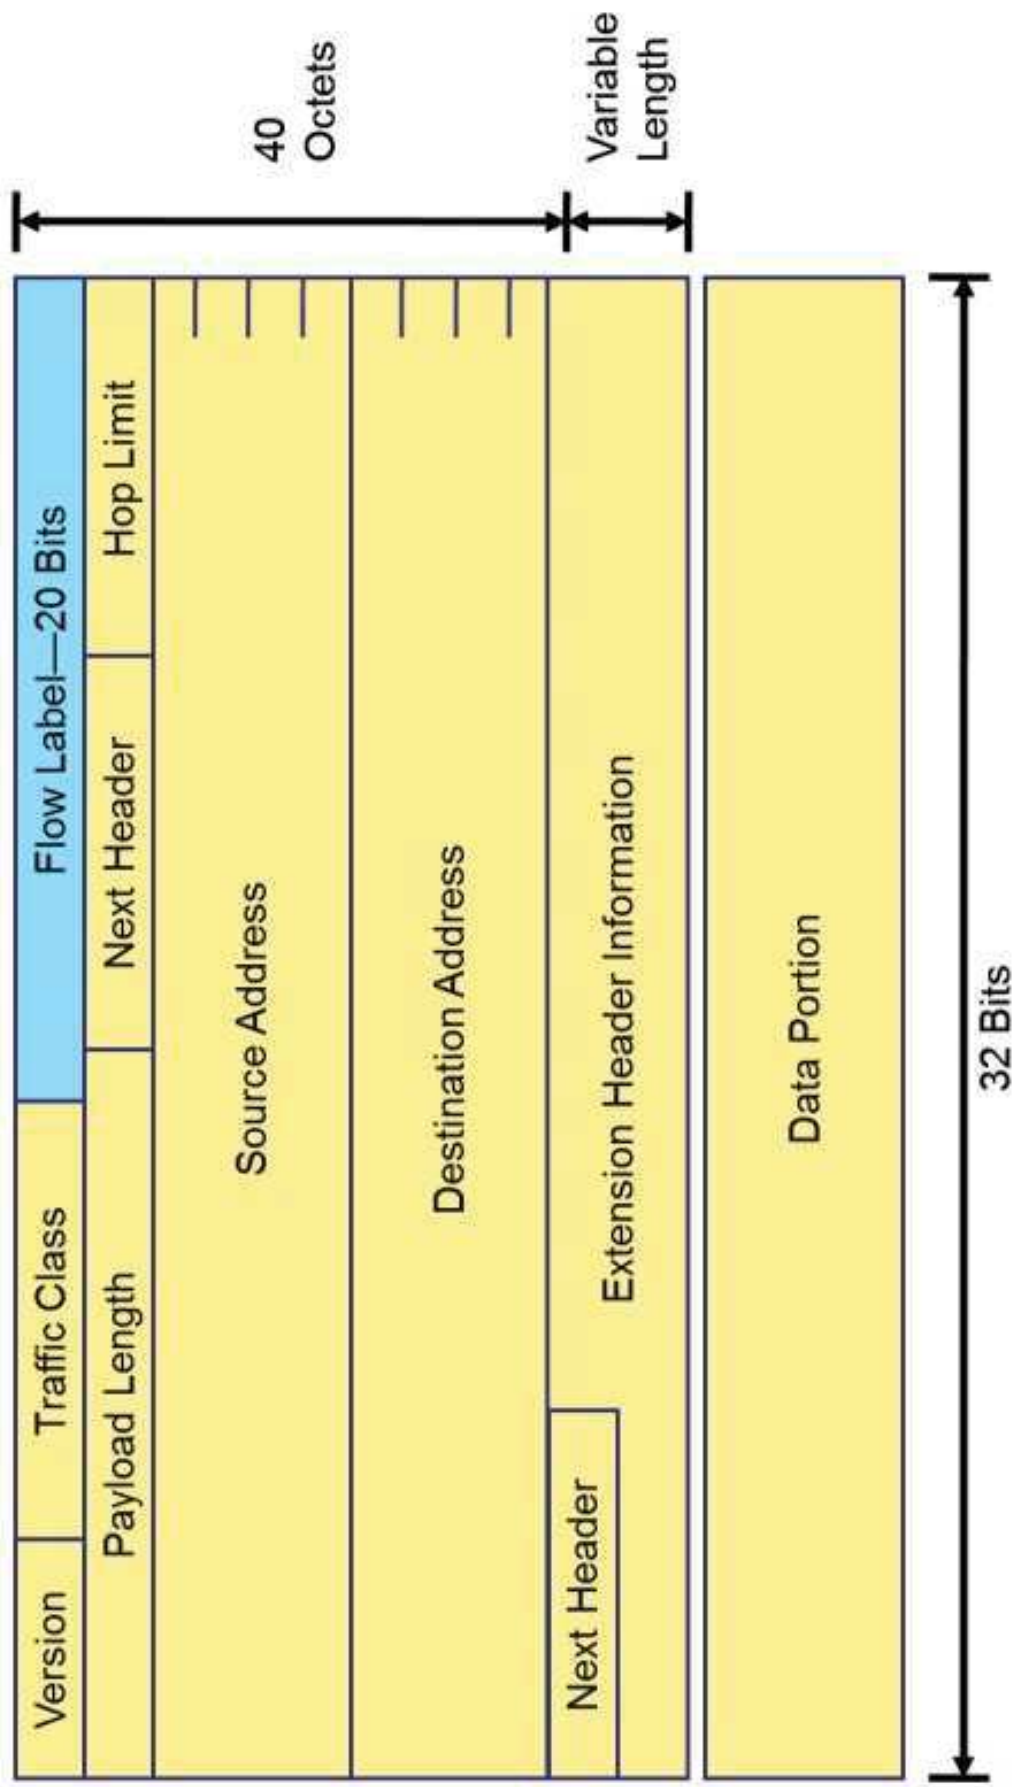 Version
Traffic Class
Flow Label—20 Bits
Payload Length
Next Header
Hop Limit
Source Address
Destination Address
40
Octets
Next Header
Extension Header Information
Variable
Length
Data Portion
32 Bits